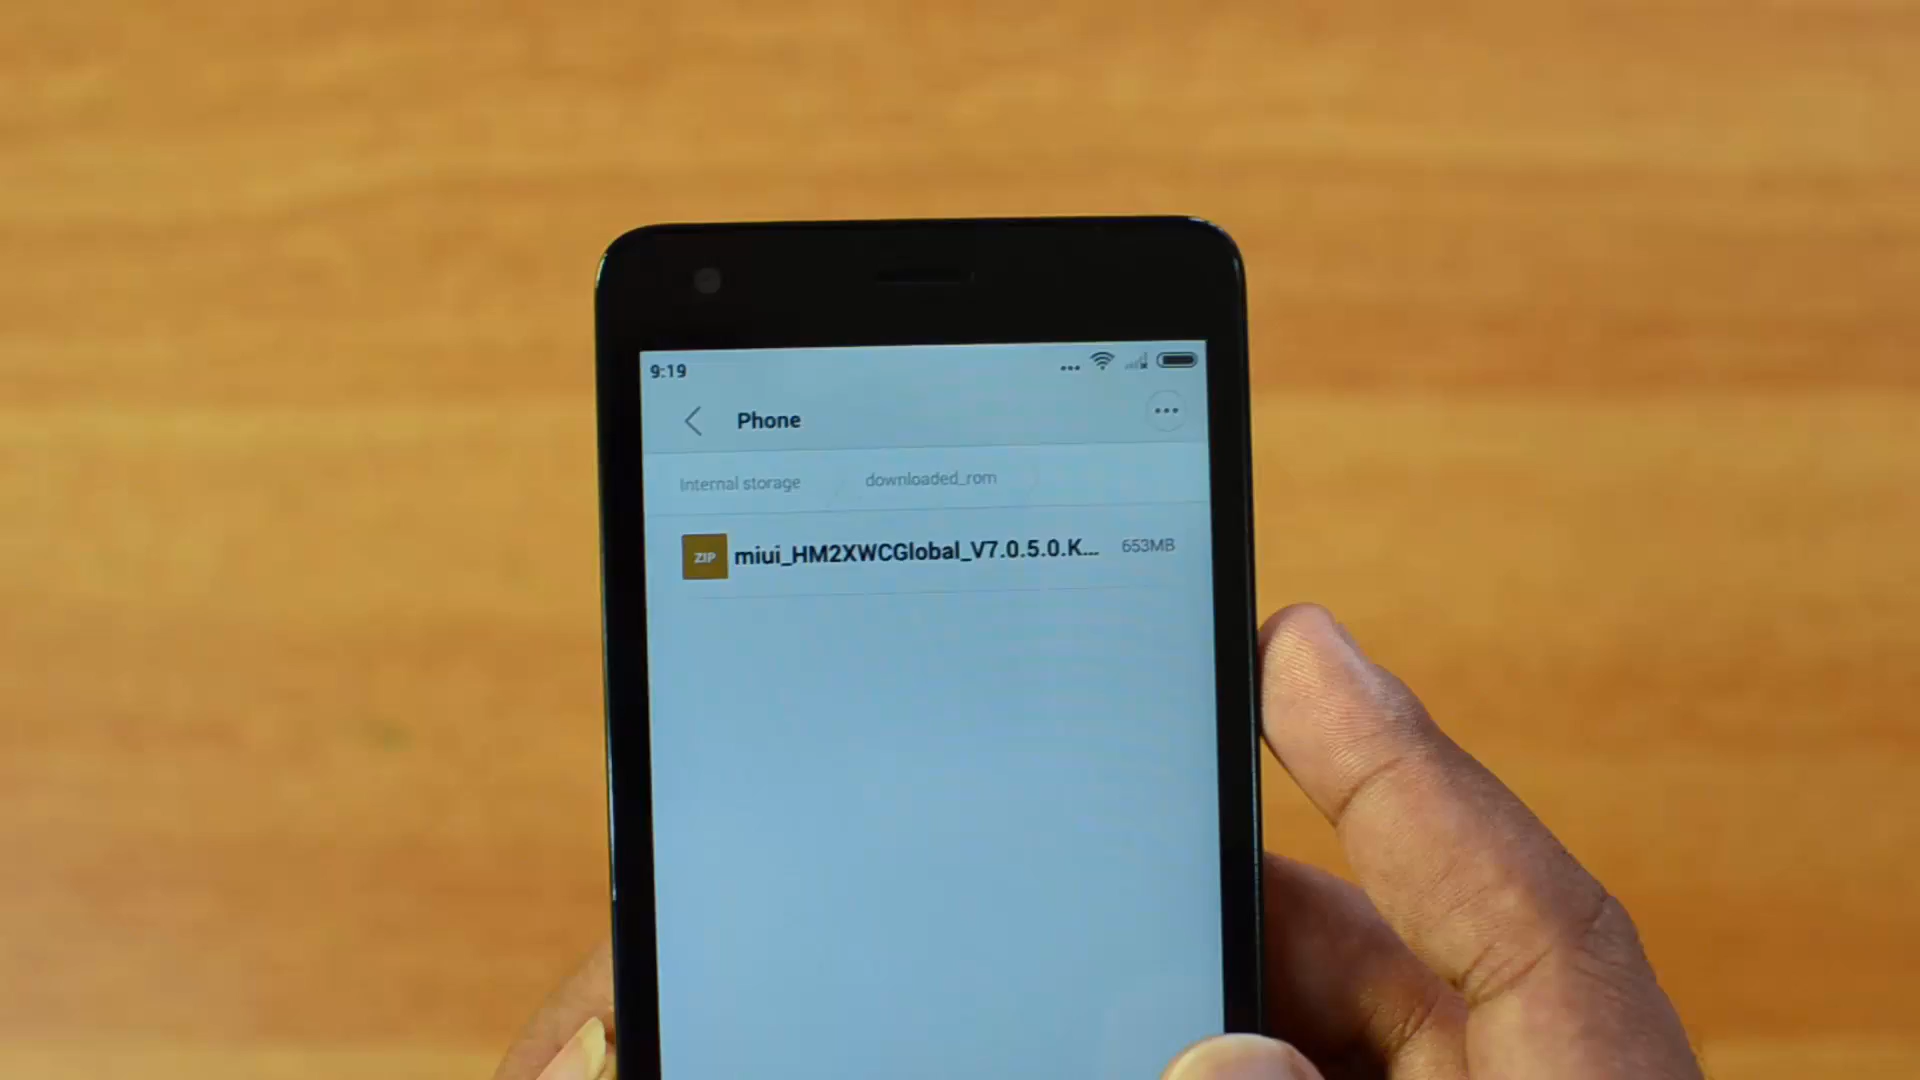 9:19
Phone
Internal storage downloaded_rom
ZIP miui_HM2XWCGlobal_V7.0.5.0.K... 653MB